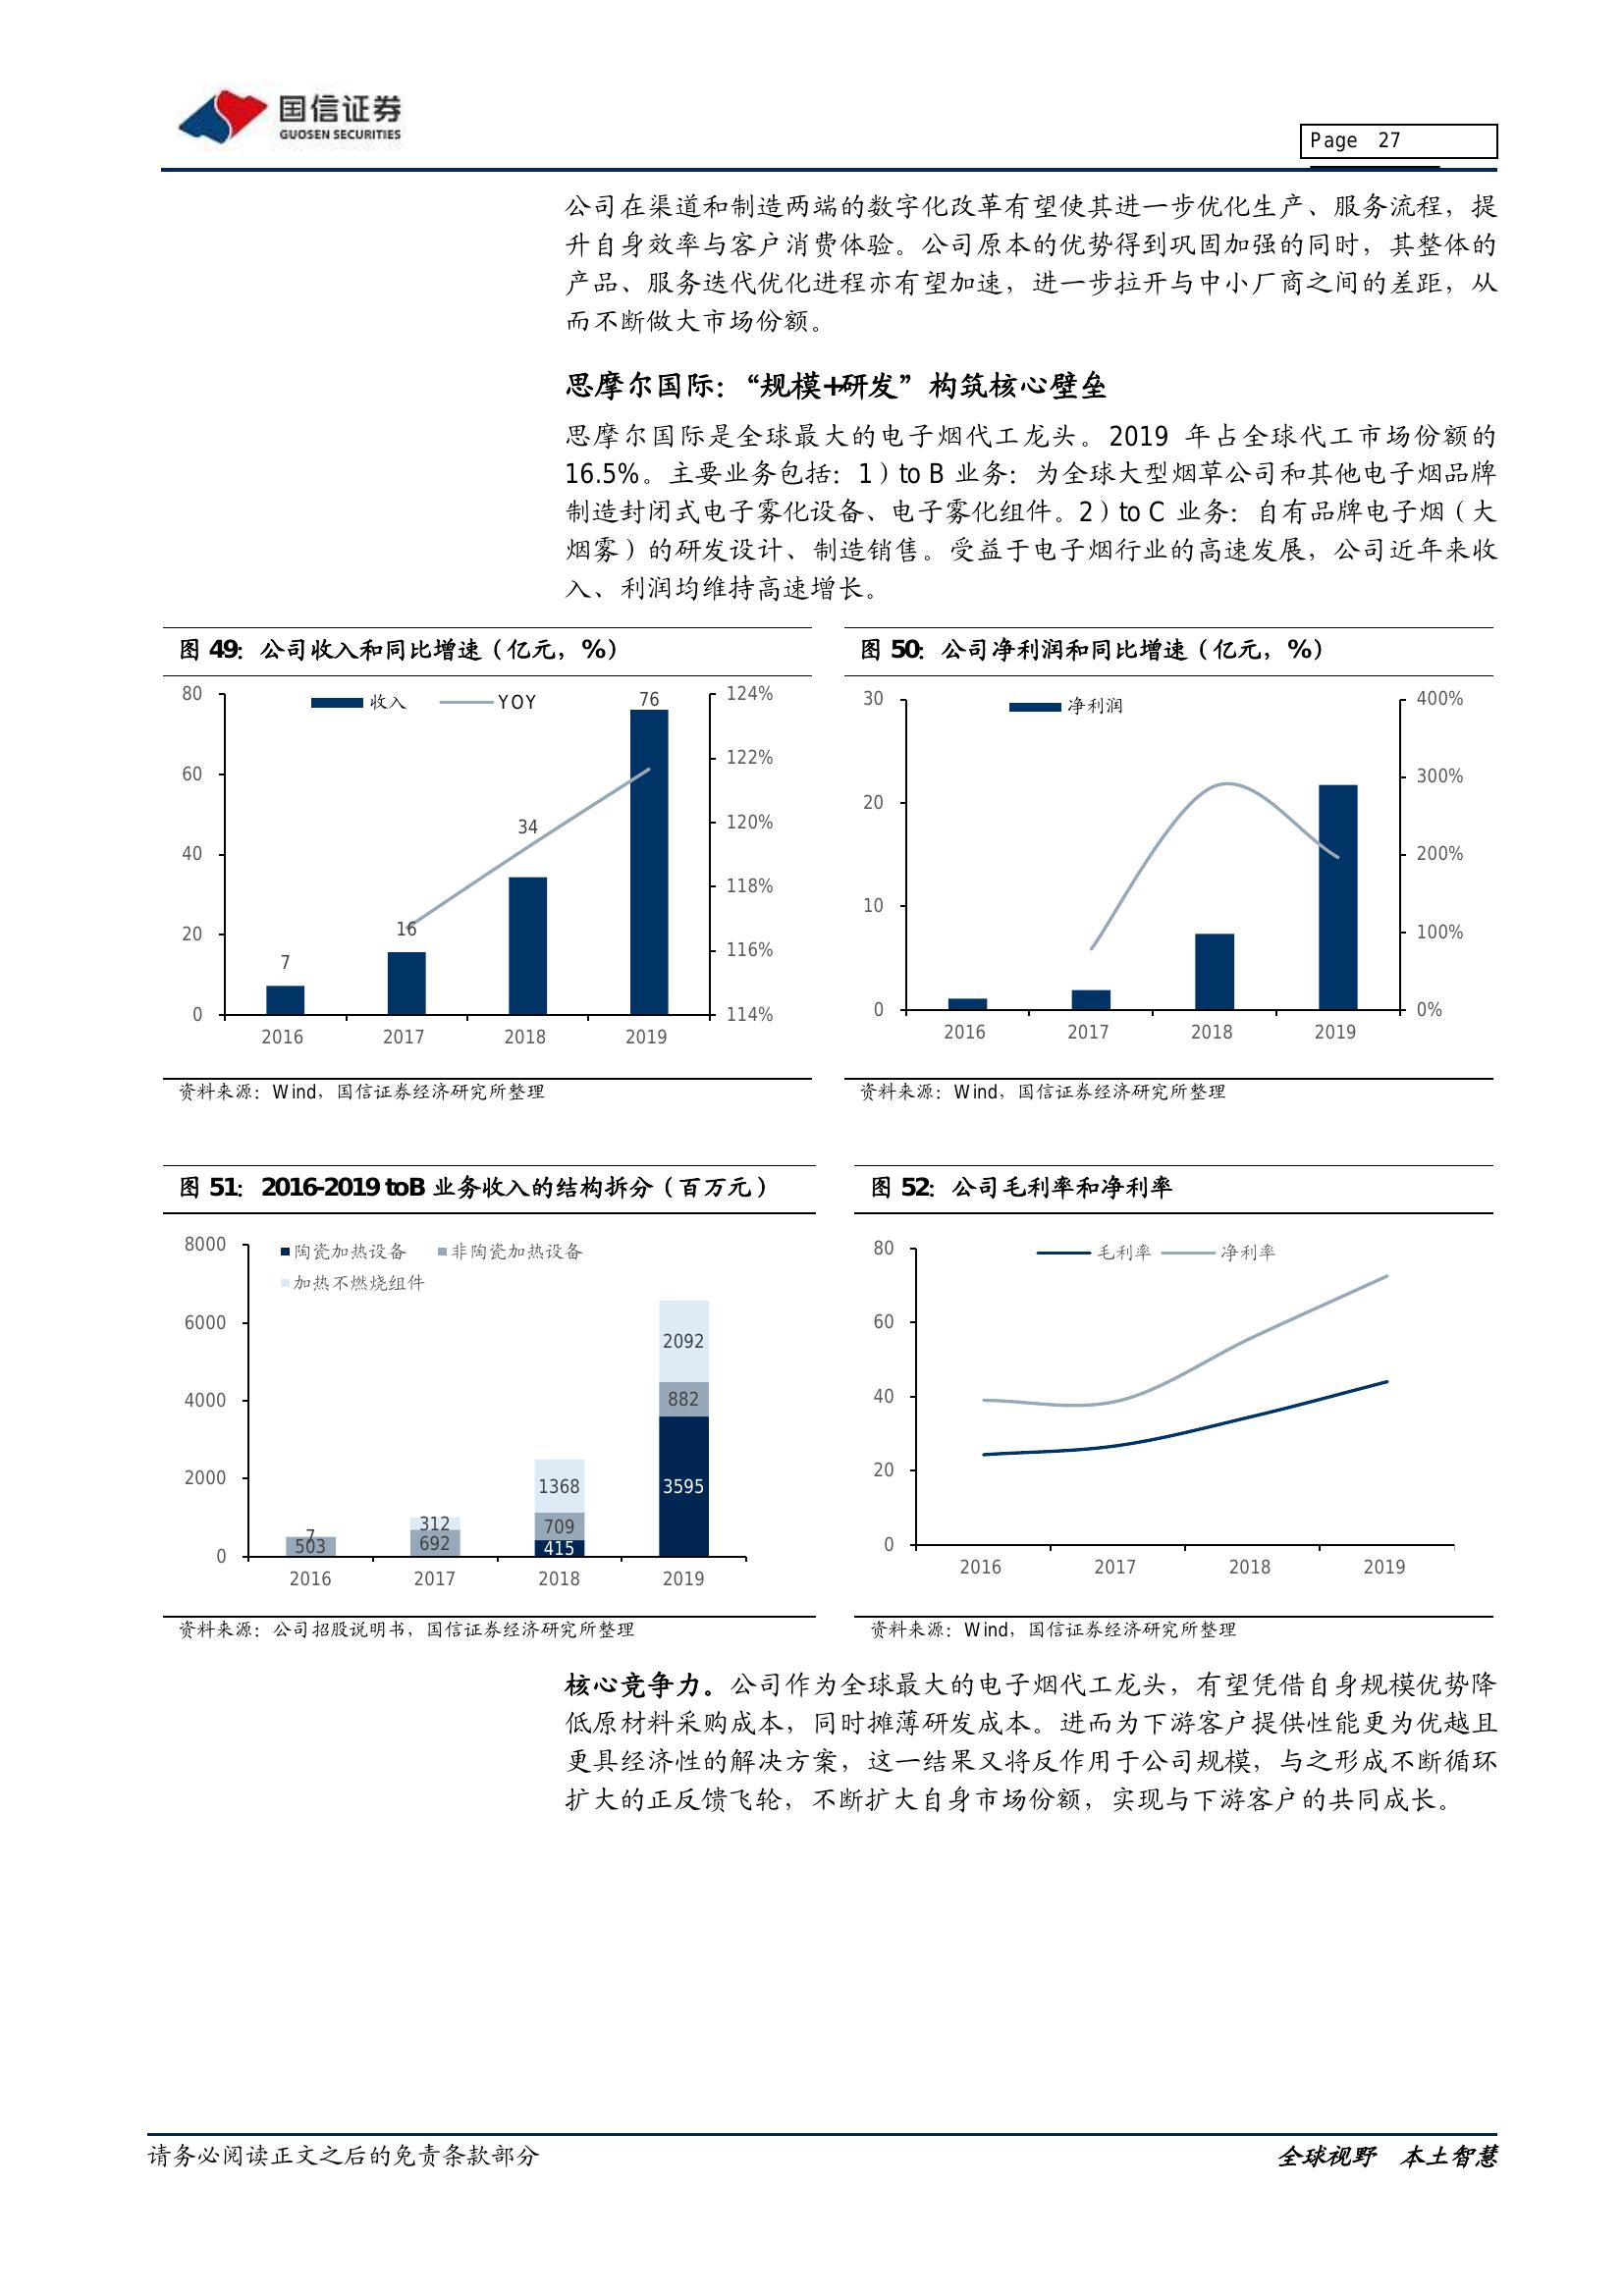 国信证券
GUOSEN SECURITIES
Page 27
公司在渠道和制造两端的数字化改革有望使其进一步优化生产、服务流程，提
升自身效率与客户消费体验。公司原本的优势得到巩固加强的同时，其整体的
产品、服务迭代优化进程亦有望加速，进一步拉开与中小厂商之间的差距，从
而不断做大市场份额。
思摩尔国际：“规模+研发”构筑核心壁垒
思摩尔国际是全球最大的电子烟代工龙头。2019 年占全球代工市场份额的
16.5%。主要业务包括：1）to B 业务：为全球大型烟草公司和其他电子烟品牌
制造封闭式电子雾化设备、电子雾化组件。2）to C 业务：自有品牌电子烟（大
烟雾）的研发设计、制造销售。受益于电子烟行业的高速发展，公司近年来收
入、利润均维持高速增长。
图 49：公司收入和同比增速（亿元，%）
收入 YOY
80
60
40
20
0
124%
122%
120%
118%
116%
114%
7
16
34
76
2016 2017 2018 2019
资料来源：Wind，国信证券经济研究所整理
图 50：公司净利润和同比增速（亿元，%）
净利润
30
20
10
0
400%
300%
200%
100%
0%
2016 2017 2018 2019
资料来源：Wind，国信证券经济研究所整理
图 51：2016-2019 toB 业务收入的结构拆分（百万元）
陶瓷加热设备 非陶瓷加热设备
加热不燃烧组件
8000
6000
4000
2000
0
7
503
312
692
1368
709
415
2092
882
3595
2016 2017 2018 2019
资料来源：公司招股说明书，国信证券经济研究所整理
图 52：公司毛利率和净利率
毛利率 净利率
80
60
40
20
0
2016 2017 2018 2019
资料来源：Wind，国信证券经济研究所整理
核心竞争力。公司作为全球最大的电子烟代工龙头，有望凭借自身规模优势降
低原材料采购成本，同时摊薄研发成本。进而为下游客户提供性能更为优越且
更具经济性的解决方案，这一结果又将反作用于公司规模，与之形成不断循环
扩大的正反馈飞轮，不断扩大自身市场份额，实现与下游客户的共同成长。
请务必阅读正文之后的免责条款部分
全球视野 本土智慧